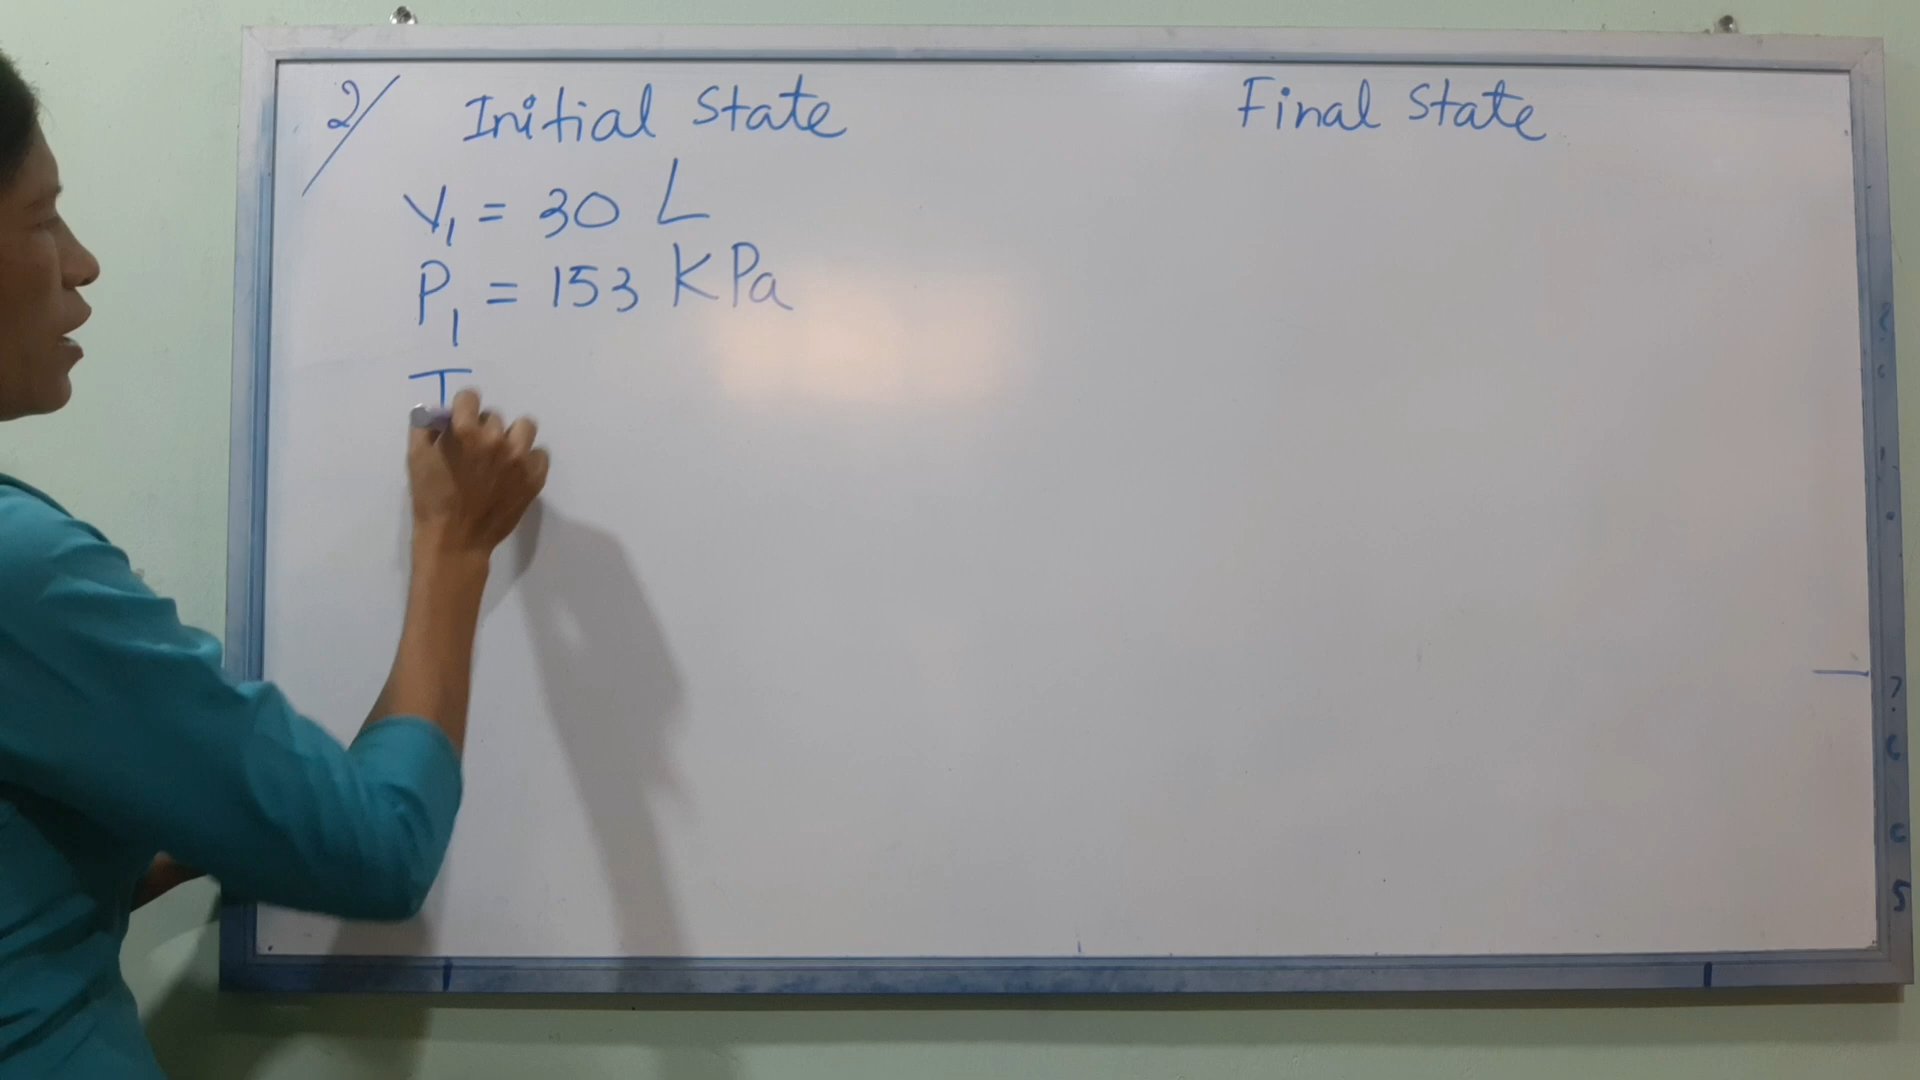 2/ Initial State Final State
V₁ = 30 L
P₁ = 153 KPa
T